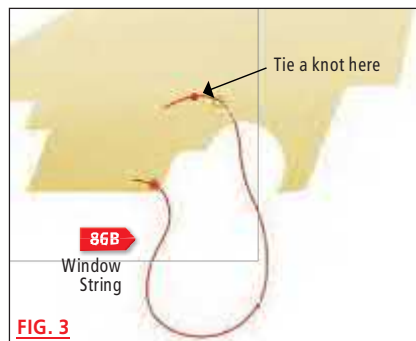 Tie a knot here
86B
Window
String
FIG. 3